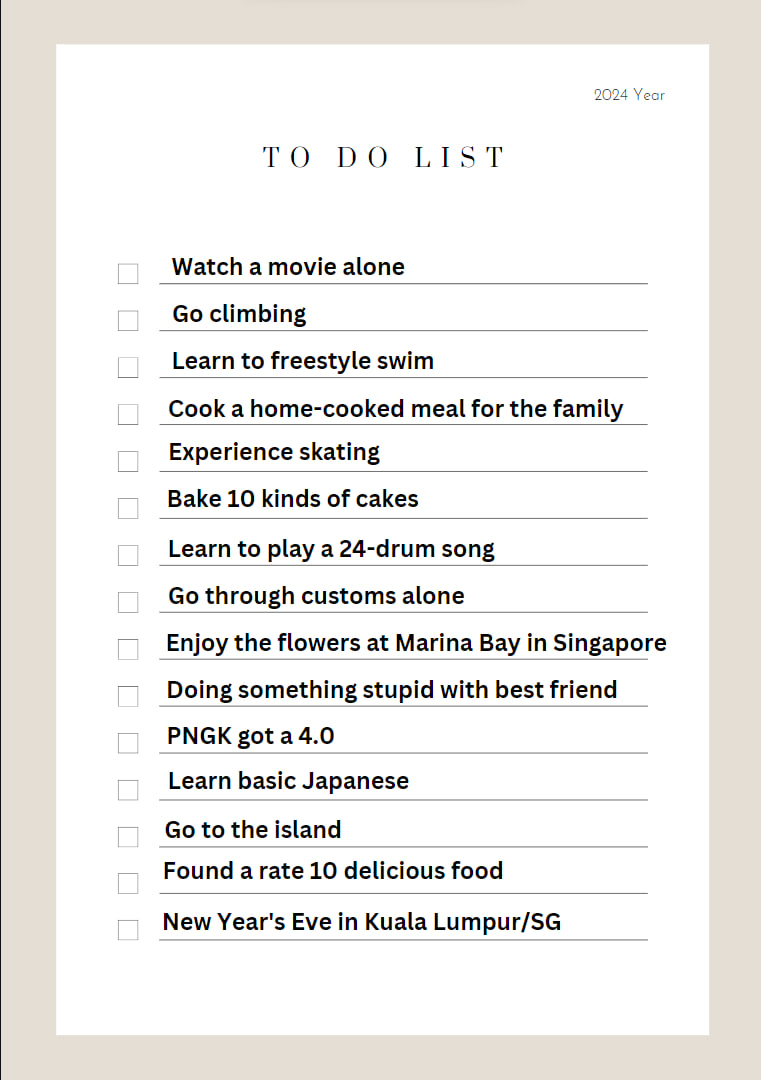 2024 Year
TO DO LIST
Watch a movie alone
Go climbing
Learn to freestyle swim
Cook a home-cooked meal for the family
Experience skating
Bake 10 kinds of cakes
Learn to play a 24-drum song
Go through customs alone
Enjoy the flowers at Marina Bay in Singapore
Doing something stupid with best friend
PNGK got a 4.0
Learn basic Japanese
Go to the island
Found a rate 10 delicious food
New Year's Eve in Kuala Lumpur/SG